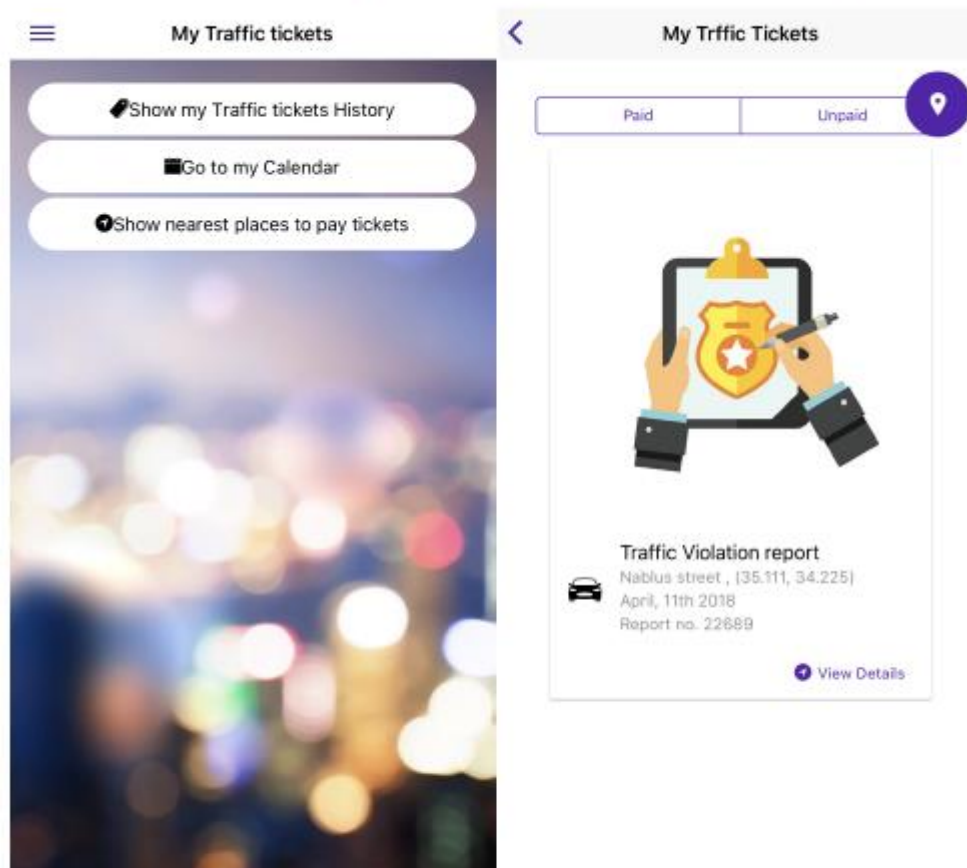 My Traffic tickets
Show my Traffic tickets History
Go to my Calendar
Show nearest places to pay tickets
My Trffic Tickets
Paid
Unpaid
Traffic Violation report
Nablus street , (35.111, 34.225)
April, 11th 2018
Report no. 22689
View Details